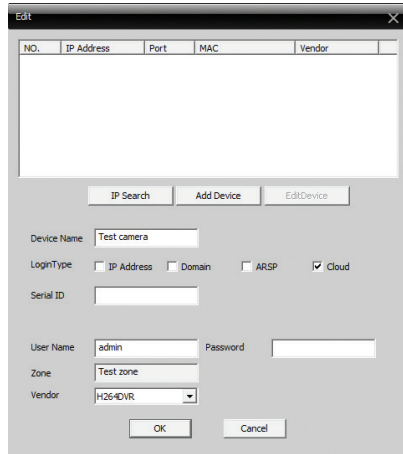 Edit
NO. IP Address Port MAC Vendor
IP Search Add Device EditDevice
Device Name Test camera
LoginType IP Address Domain ARSP Cloud
Serial ID
User Name admin Password
Zone Test zone
Vendor H264DVR
OK Cancel